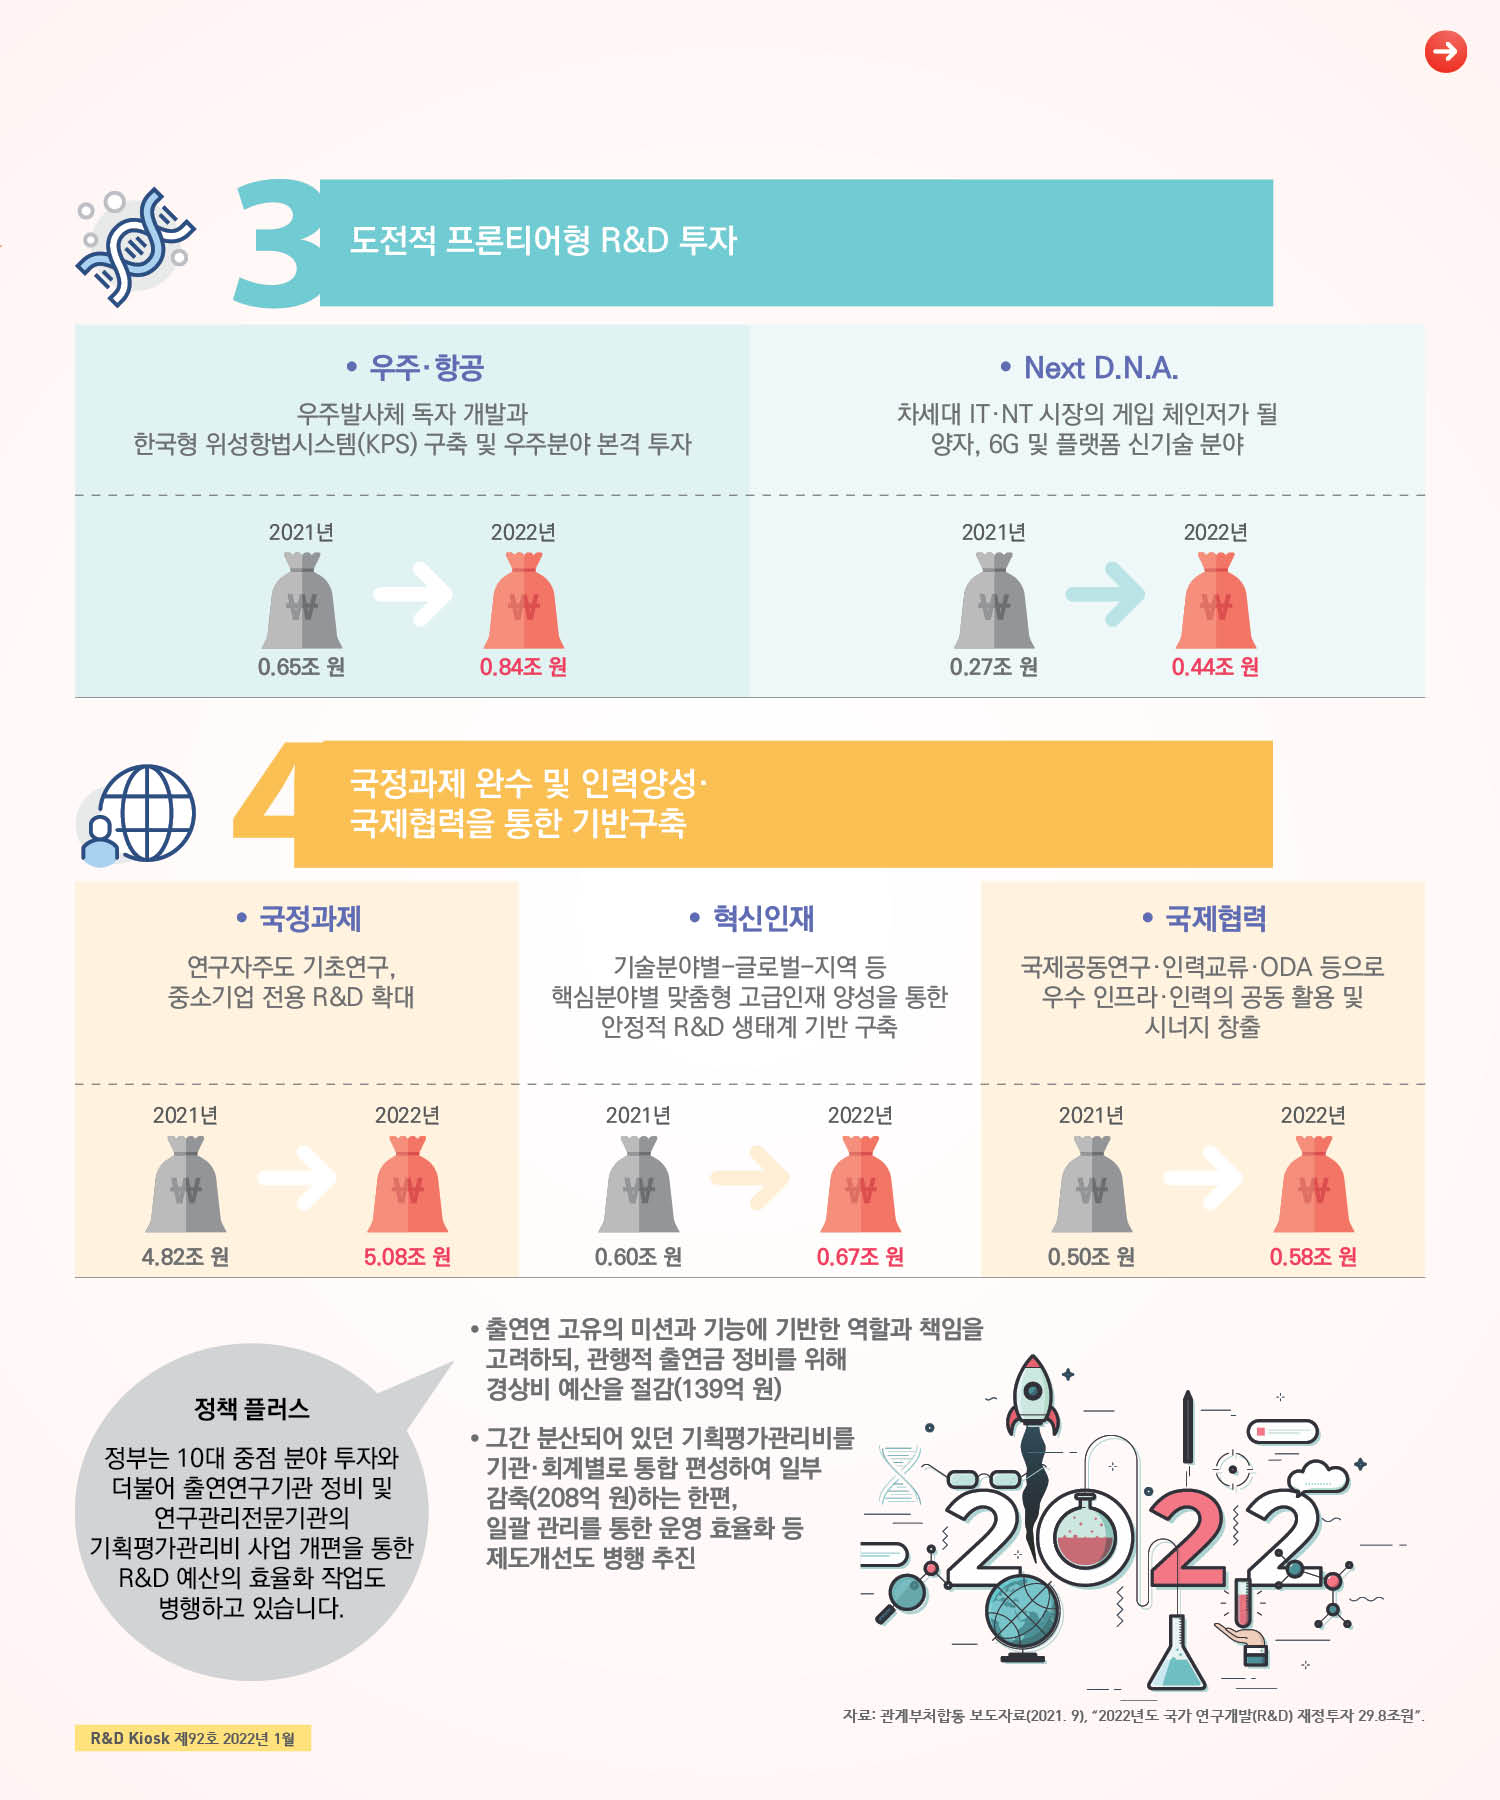 3 도전적 프론티어형 R&D 투자
• 우주·항공
우주발사체 독자 개발과
한국형 위성항법시스템(KPS) 구축 및 우주분야 본격 투자
2021년
2022년
₩
₩
0.65조 원
0.84조 원
• Next D.N.A.
차세대 IT·NT 시장의 게입 체인저가 될
양자, 6G 및 플랫폼 신기술 분야
2021년
2022년
₩
₩
0.27조 원
0.44조 원
4 국정과제 완수 및 인력양성·
국제협력을 통한 기반구축
• 국정과제
연구자주도 기초연구,
중소기업 전용 R&D 확대
2021년
2022년
₩
₩
4.82조 원
5.08조 원
• 혁신인재
기술분야별-글로벌-지역 등
핵심분야별 맞춤형 고급인재 양성을 통한
안정적 R&D 생태계 기반 구축
2021년
2022년
₩
₩
0.60조 원
0.67조 원
• 국제협력
국제공동연구·인력교류·ODA 등으로
우수 인프라·인력의 공동 활용 및
시너지 창출
2021년
2022년
₩
₩
0.50조 원
0.58조 원
정책 플러스
정부는 10대 중점 분야 투자와
더불어 출연연구기관 정비 및
연구관리전문기관의
기획평가관리비 사업 개편을 통한
R&D 예산의 효율화 작업도
병행하고 있습니다.
• 출연연 고유의 미션과 기능에 기반한 역할과 책임을
고려하되, 관행적 출연금 정비를 위해
경상비 예산을 절감(139억 원)
• 그간 분산되어 있던 기획평가관리비를
기관·회계별로 통합 편성하여 일부
감축(208억 원)하는 한편,
일괄 관리를 통한 운영 효율화 등
제도개선도 병행 추진
2022
자료: 관계부처합동 보도자료(2021. 9), “2022년도 국가 연구개발(R&D) 재정투자 29.8조원”.
R&D Kiosk 제92호 2022년 1월